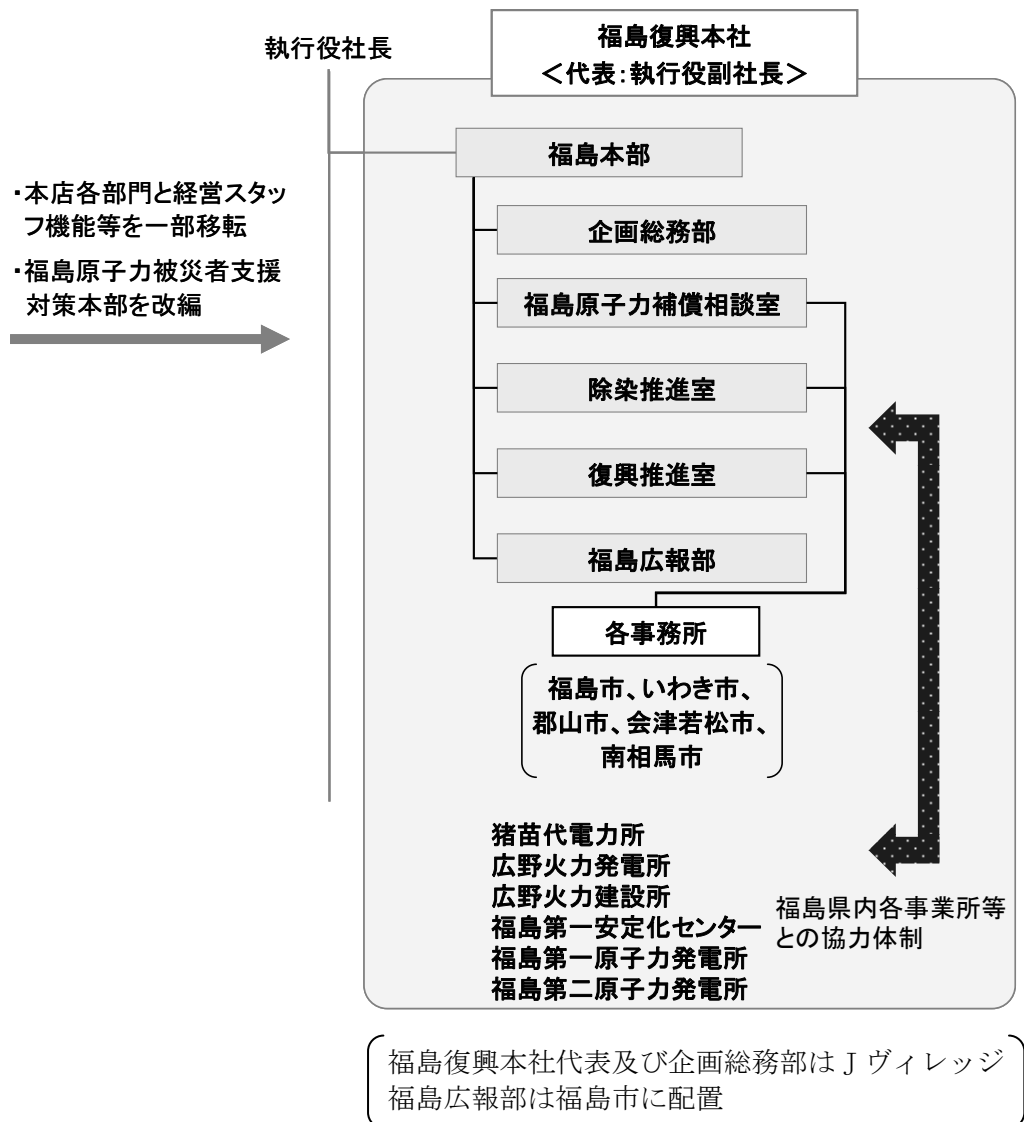 執行役社長
福島復興本社
＜代表：執行役副社長＞
福島本部
・本店各部門と経営スタッ
フ機能等を一部移転
・福島原子力被災者支援
対策本部を改編
企画総務部
福島原子力補償相談室
除染推進室
復興推進室
福島広報部
各事務所
福島市、いわき市、
郡山市、会津若松市、
南相馬市
猪苗代電力所
広野火力発電所
広野火力建設所
福島第一安定化センター
福島第一原子力発電所
福島第二原子力発電所
福島県内各事業所等
との協力体制
福島復興本社代表及び企画総務部はＪヴィレッジ
福島広報部は福島市に配置